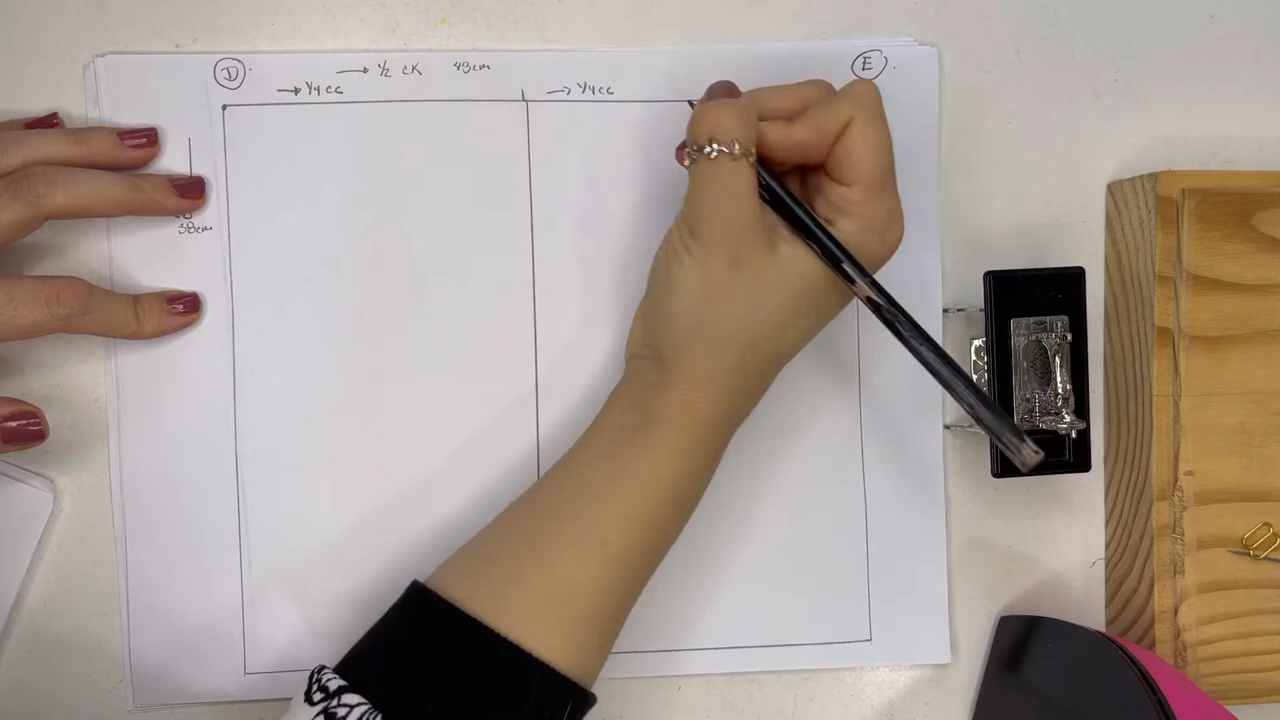 D → 1/2 CK 43cm E
→ 1/4 CC → 1/4 CC
38cm